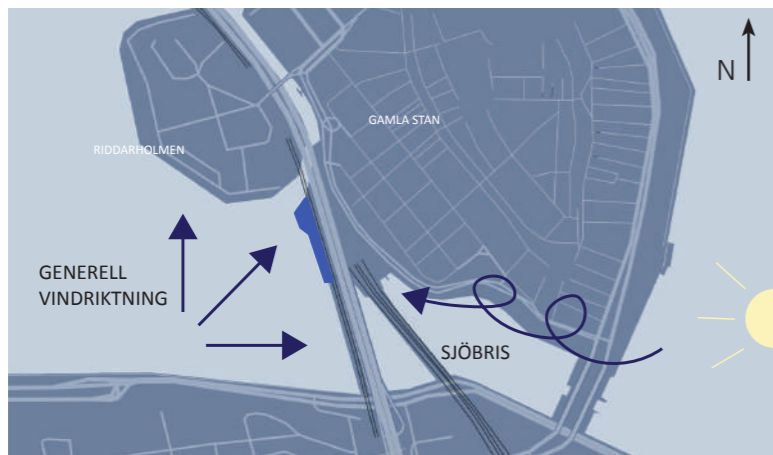 N
GAMLA STAN
RIDDARHOLMEN
GENERELL
VINDRIKTNING
SJÖBRIS